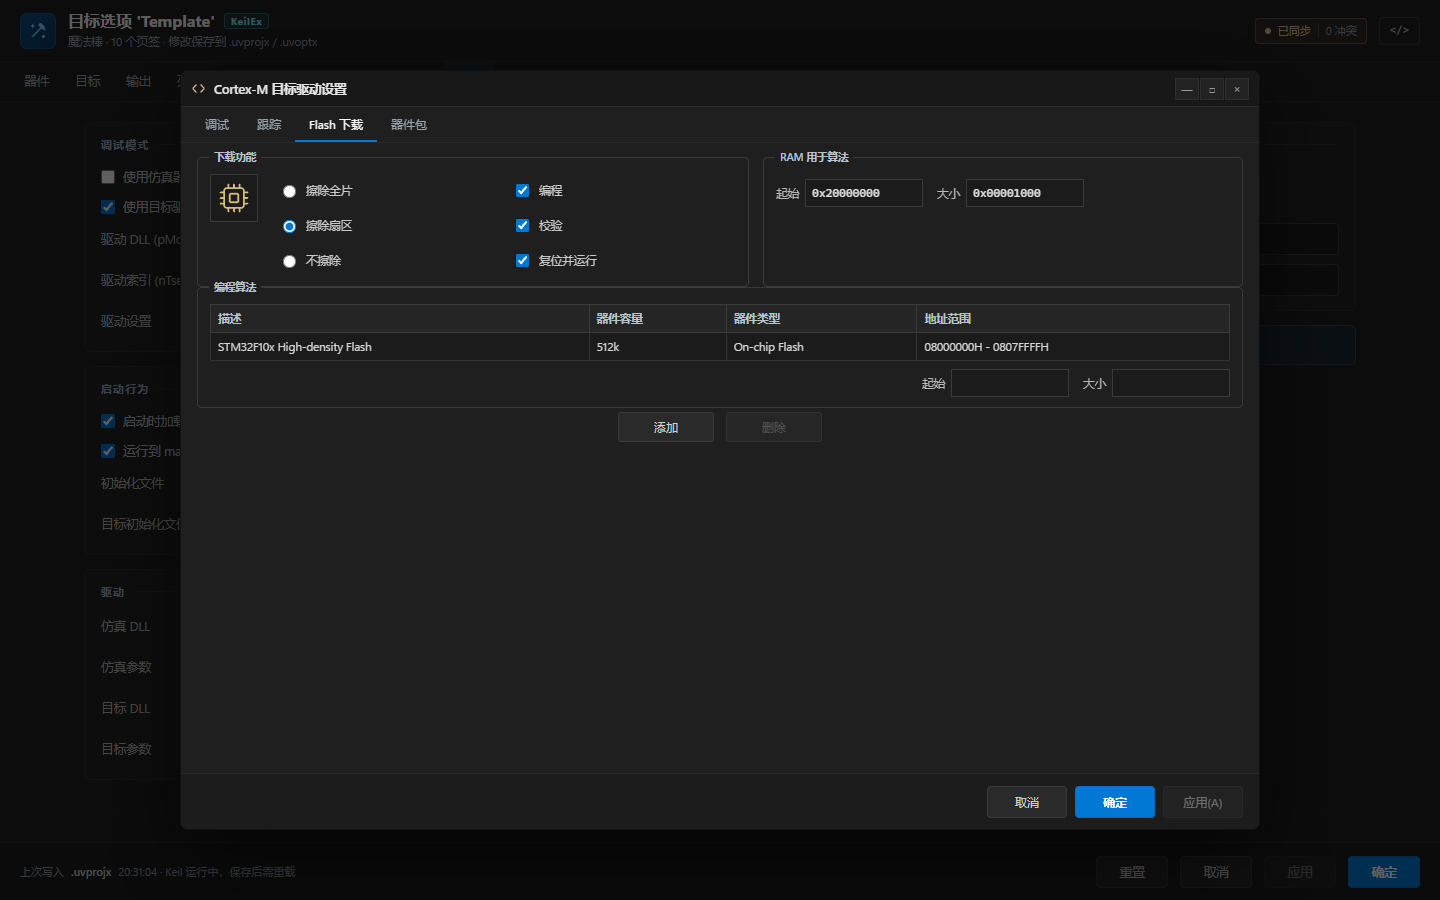 目标选项 'Template' KeilEx
魔法棒 · 10 个页签 · 修改保存到 .uvprojx / .uvoptx
已同步 0 冲突 </>
器件 目标 输出
Cortex-M 目标驱动设置
调试 跟踪 Flash 下载 器件包
下载功能
擦除全片 编程
擦除扇区 校验
不擦除 复位并运行
RAM 用于算法
起始 0x20000000 大小 0x00001000
编程算法
描述 器件容量 器件类型 地址范围
STM32F10x High-density Flash 512k On-chip Flash 08000000H - 0807FFFFH
起始 大小
添加 删除
取消 确定 应用(A)
调试模式
使用仿真器
使用目标驱
驱动 DLL (pMo
驱动索引 (nTse
驱动设置
启动行为
启动时加载
运行到 ma
初始化文件
目标初始化文件
驱动
仿真 DLL
仿真参数
目标 DLL
目标参数
上次写入 .uvprojx 20:31:04 · Keil 运行中，保存后需重载
重置 取消 应用 确定